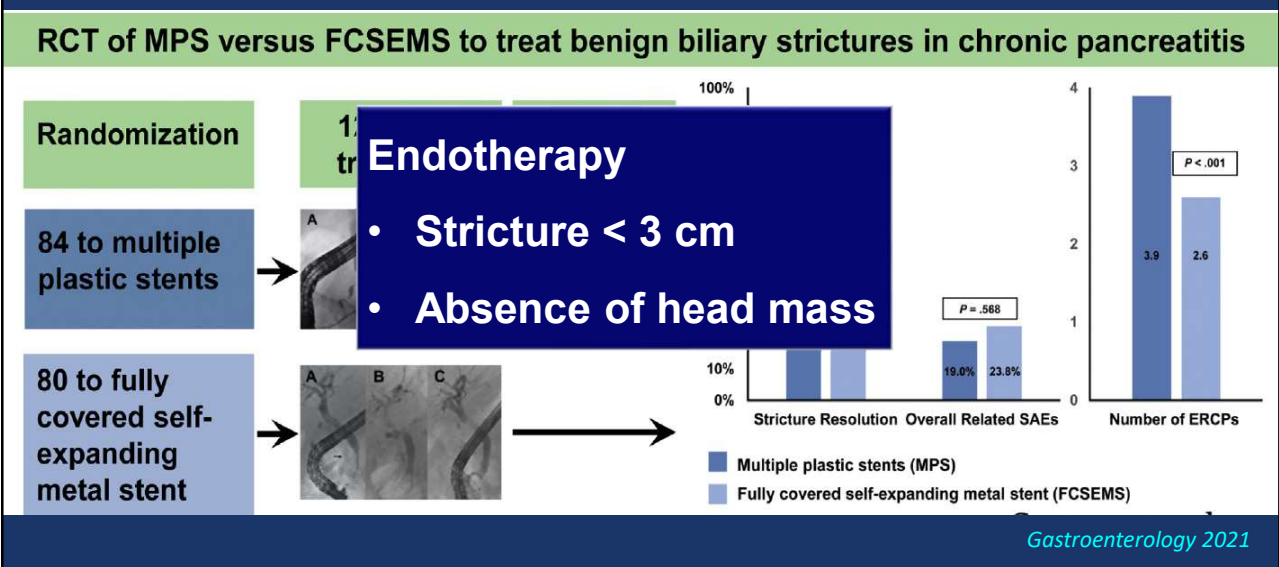 RCT of MPS versus FCSEMS to treat benign biliary strictures in chronic pancreatitis
Randomization
84 to multiple
plastic stents
80 to fully
covered self-
expanding
metal stent
A
A
B
C
Endotherapy
• Stricture < 3 cm
• Absence of head mass
100%
10%
0%
P = .568
19.0%
23.8%
Stricture Resolution
Overall Related SAEs
4
3
2
1
0
P < .001
3.9
2.6
Number of ERCPs
Multiple plastic stents (MPS)
Fully covered self-expanding metal stent (FCSEMS)
Gastroenterology 2021